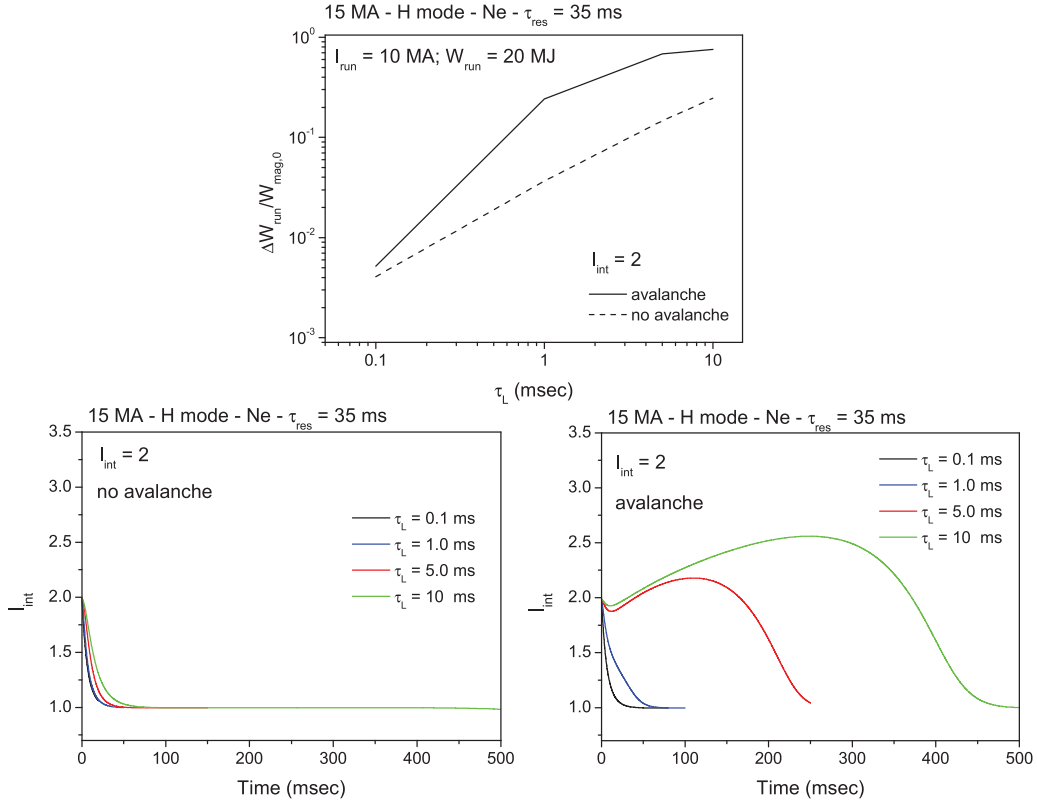 15 MA - H mode - Ne - τres = 35 ms
Irun = 10 MA; Wrun = 20 MJ
10⁰
10⁻¹
10⁻²
10⁻³
ΔWrun/Wmag,0
Iint = 2
avalanche
no avalanche
0.1 1 10
τL (msec)
15 MA - H mode - Ne - τres = 35 ms
Iint = 2
no avalanche
τL = 0.1 ms
τL = 1.0 ms
τL = 5.0 ms
τL = 10 ms
3.5
3.0
2.5
2.0
1.5
1.0
Iint
0 100 200 300 400 500
Time (msec)
15 MA - H mode - Ne - τres = 35 ms
Iint = 2
avalanche
τL = 0.1 ms
τL = 1.0 ms
τL = 5.0 ms
τL = 10 ms
3.5
3.0
2.5
2.0
1.5
1.0
Iint
0 100 200 300 400 500
Time (msec)